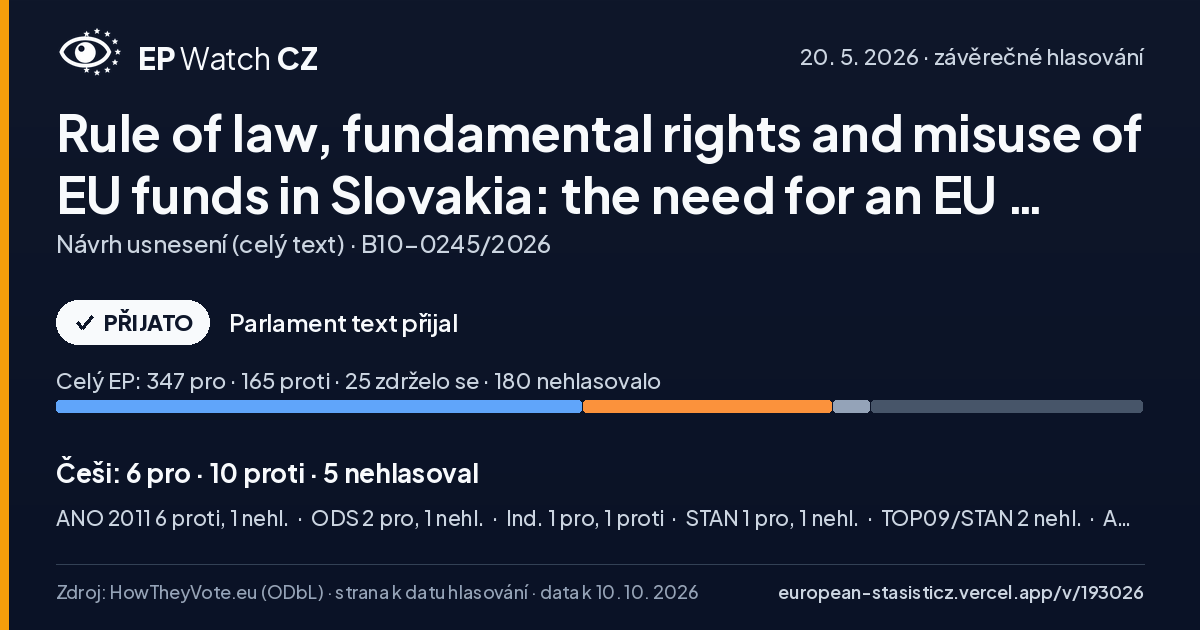 EP Watch CZ
20. 5. 2026 · závěrečné hlasování
Rule of law, fundamental rights and misuse of
EU funds in Slovakia: the need for an EU ...
Návrh usnesení (celý text) · B10–0245/2026
✓ PŘIJATO
Parlament text přijal
Celý EP: 347 pro · 165 proti · 25 zdrželo se · 180 nehlasovalo
Češi: 6 pro · 10 proti · 5 nehlasoval
ANO 2011 6 proti, 1 nehl. · ODS 2 pro, 1 nehl. · Ind. 1 pro, 1 proti · STAN 1 pro, 1 nehl. · TOP09/STAN 2 nehl. · A...
Zdroj: HowTheyVote.eu (ODbL) · strana k datu hlasování · data k 10. 10. 2026
european-stasisticz.vercel.app/v/193026